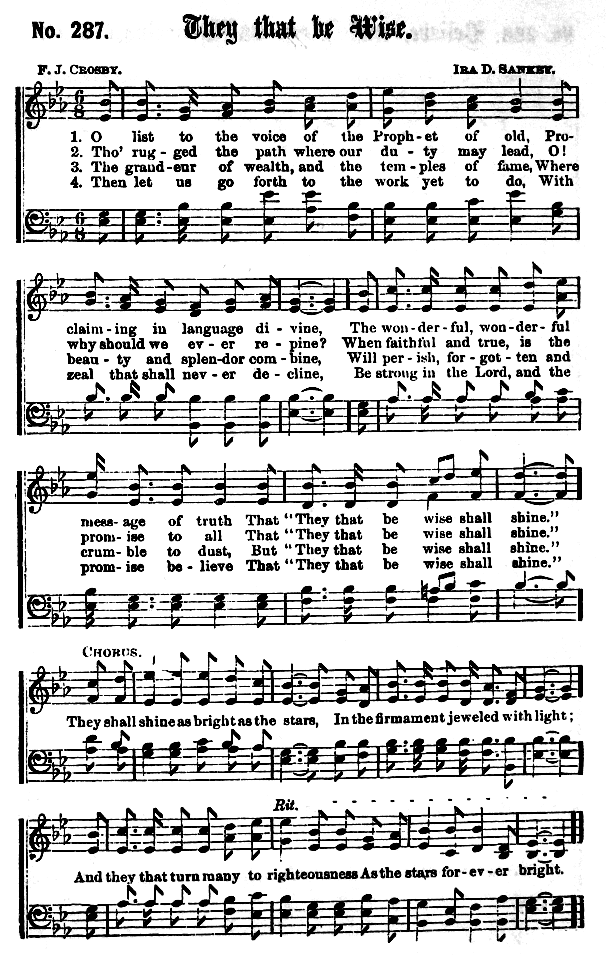 No. 287. They that be Wise.
F. J. CROSBY. IRA D. SANKEY.
1. O list to the voice of the Proph-et of old, Pro-
2. Tho' rug-ged the path where our du-ty may lead, O!
3. The grand-eur of wealth, and the tem-ples of fame, Where
4. Then let us go forth to the work yet to do, With
claim-ing in language di-vine, The won-der-ful, won-der-ful
why should we ev-er re-pine? When faithful and true, is the
beau-ty and splen-dor com-bine, Will per-ish, for-got-ten and
zeal that shall nev-er de-cline, Be strong in the Lord, and the
mess-age of truth That "They that be wise shall shine."
prom-ise to all That "They that be wise shall shine."
crum-ble to dust, But "They that be wise shall shine."
prom-ise be-lieve That "They that be wise shall shine."
CHORUS.
They shall shine as bright as the stars, In the firmament jeweled with light;
Rit.
And they that turn many to righteousness As the stars for-ev-er bright.